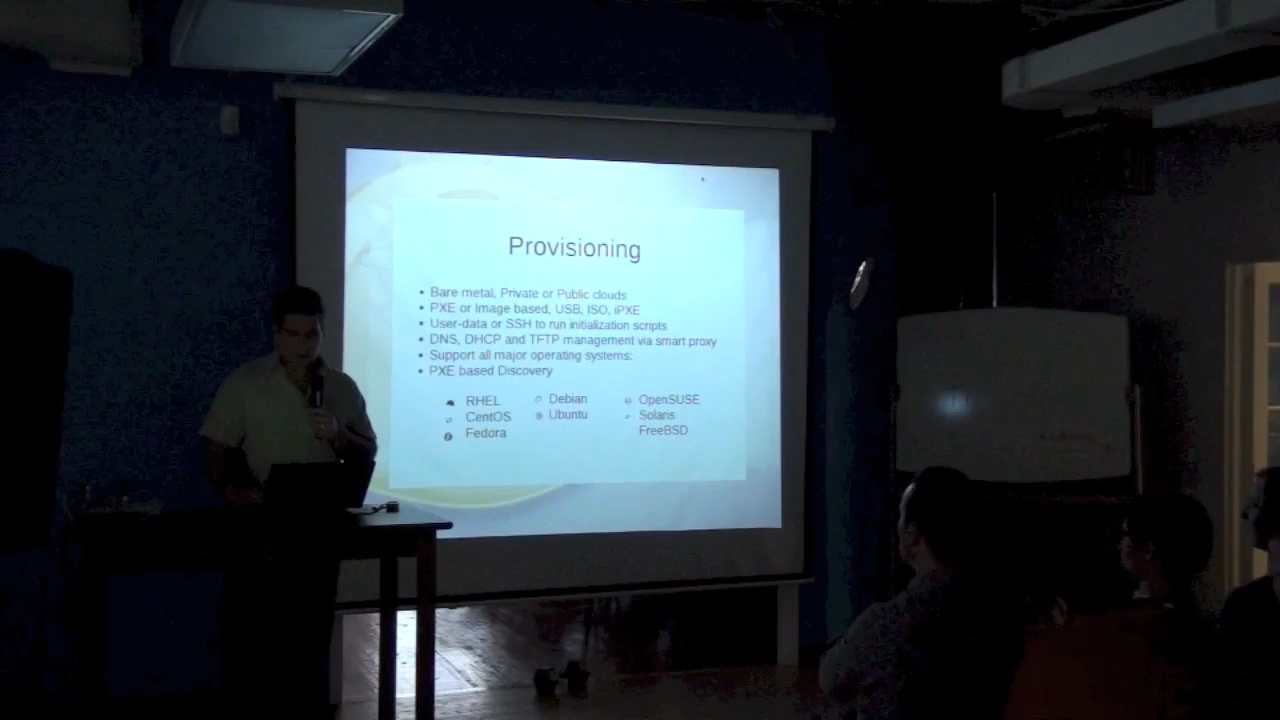 Provisioning
• Bare metal, Private or Public clouds
• PXE or Image based, USB, ISO, iPXE
• User-data or SSH to run initialization scripts
• DNS, DHCP and TFTP management via smart proxy
• Support all major operating systems:
• PXE based Discovery
RHEL Debian OpenSUSE
CentOS Ubuntu Solaris
Fedora FreeBSD